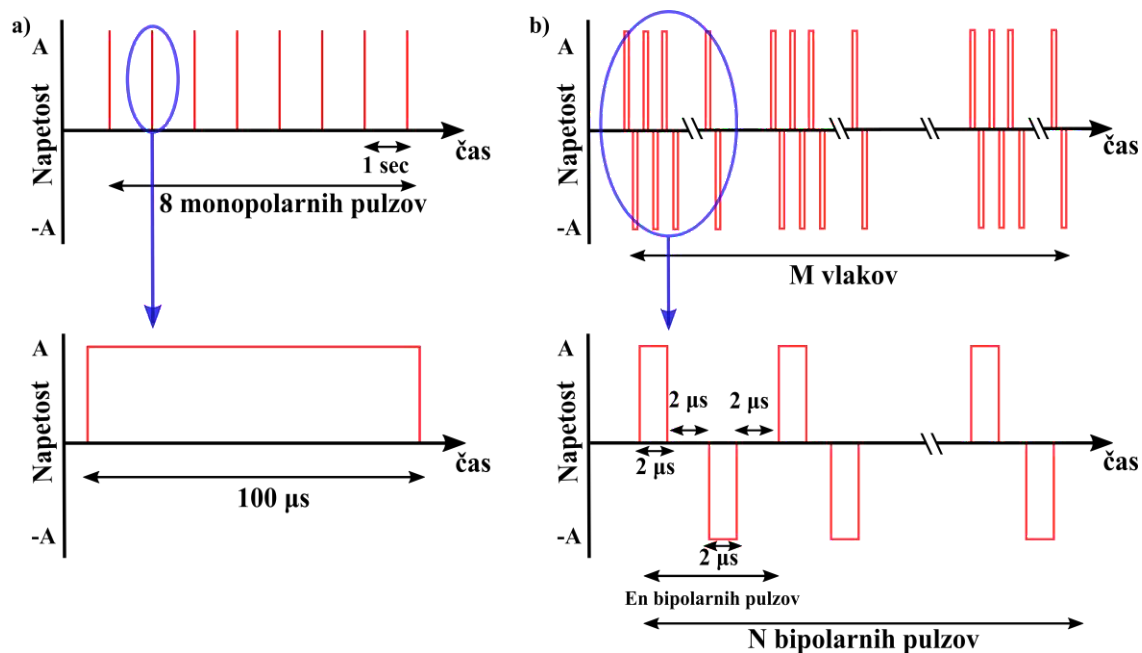 a)
A
Napetost
-A
čas
1 sec
8 monopolarnih pulzov
A
Napetost
-A
čas
100 µs
b)
A
Napetost
-A
čas
M vlakov
A
Napetost
-A
čas
2 µs
2 µs
2 µs
2 µs
En bipolarnih pulzov
N bipolarnih pulzov